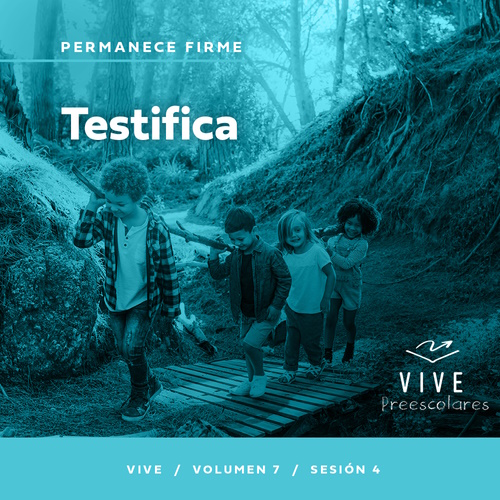 PERMANECE FIRME
Testifica
VIVE
Preescolares
VIVE / VOLUMEN 7 / SESIÓN 4